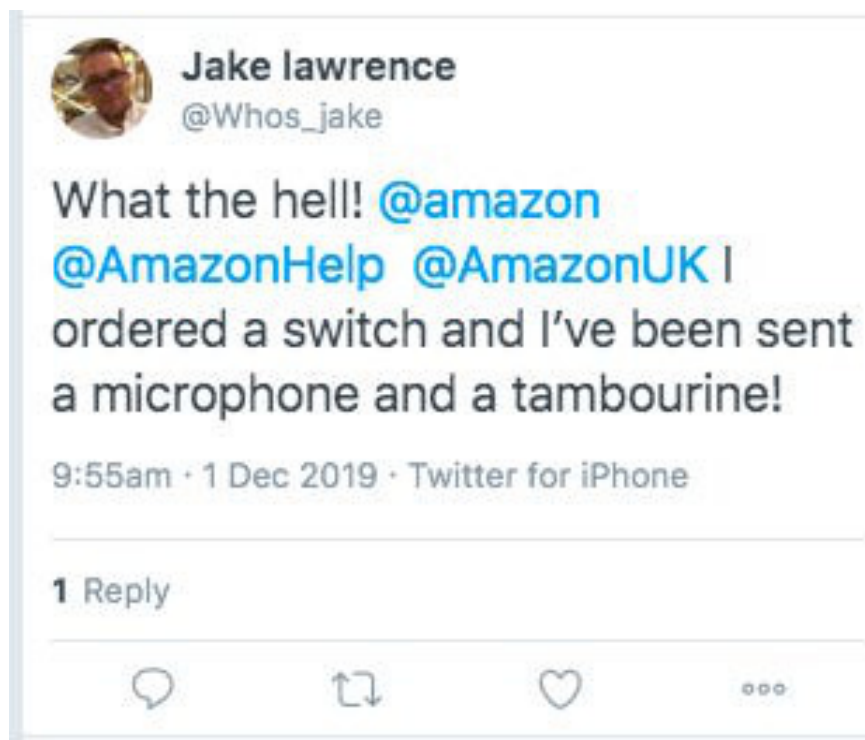 Jake lawrence
@Whos_jake
What the hell! @amazon
@AmazonHelp @AmazonUK I
ordered a switch and I’ve been sent
a microphone and a tambourine!
9:55am · 1 Dec 2019 · Twitter for iPhone
1 Reply